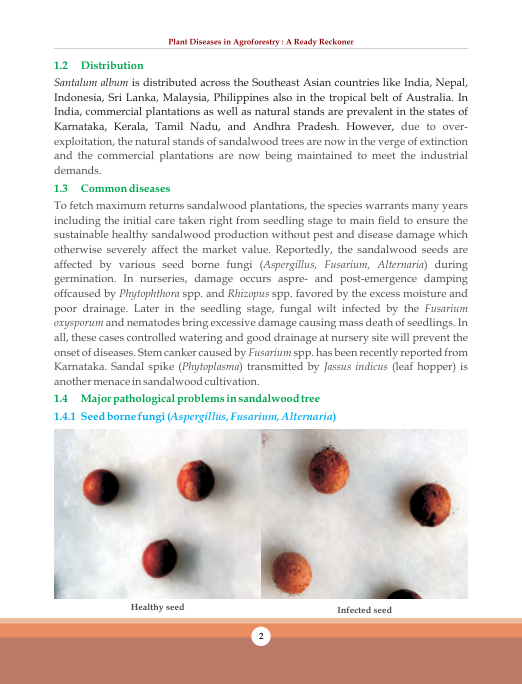 Plant Diseases in Agroforestry : A Ready Reckoner
1.2 Distribution
Santalum album is distributed across the Southeast Asian countries like India, Nepal,
Indonesia, Sri Lanka, Malaysia, Philippines also in the tropical belt of Australia. In
India, commercial plantations as well as natural stands are prevalent in the states of
Karnataka, Kerala, Tamil Nadu, and Andhra Pradesh. However, due to over-
exploitation, the natural stands of sandalwood trees are now in the verge of extinction
and the commercial plantations are now being maintained to meet the industrial
demands.
1.3 Common diseases
To fetch maximum returns sandalwood plantations, the species warrants many years
including the initial care taken right from seedling stage to main field to ensure the
sustainable healthy sandalwood production without pest and disease damage which
otherwise severely affect the market value. Reportedly, the sandalwood seeds are
affected by various seed borne fungi (Aspergillus, Fusarium, Alternaria) during
germination. In nurseries, damage occurs aspre- and post-emergence damping
offcaused by Phytophthora spp. and Rhizopus spp. favored by the excess moisture and
poor drainage. Later in the seedling stage, fungal wilt infected by the Fusarium
oxysporum and nematodes bring excessive damage causing mass death of seedlings. In
all, these cases controlled watering and good drainage at nursery site will prevent the
onset of diseases. Stem canker caused by Fusarium spp. has been recently reported from
Karnataka. Sandal spike (Phytoplasma) transmitted by Jassus indicus (leaf hopper) is
another menace in sandalwood cultivation.
1.4 Major pathological problems in sandalwood tree
1.4.1 Seed borne fungi (Aspergillus, Fusarium, Alternaria)
Healthy seed
Infected seed
2